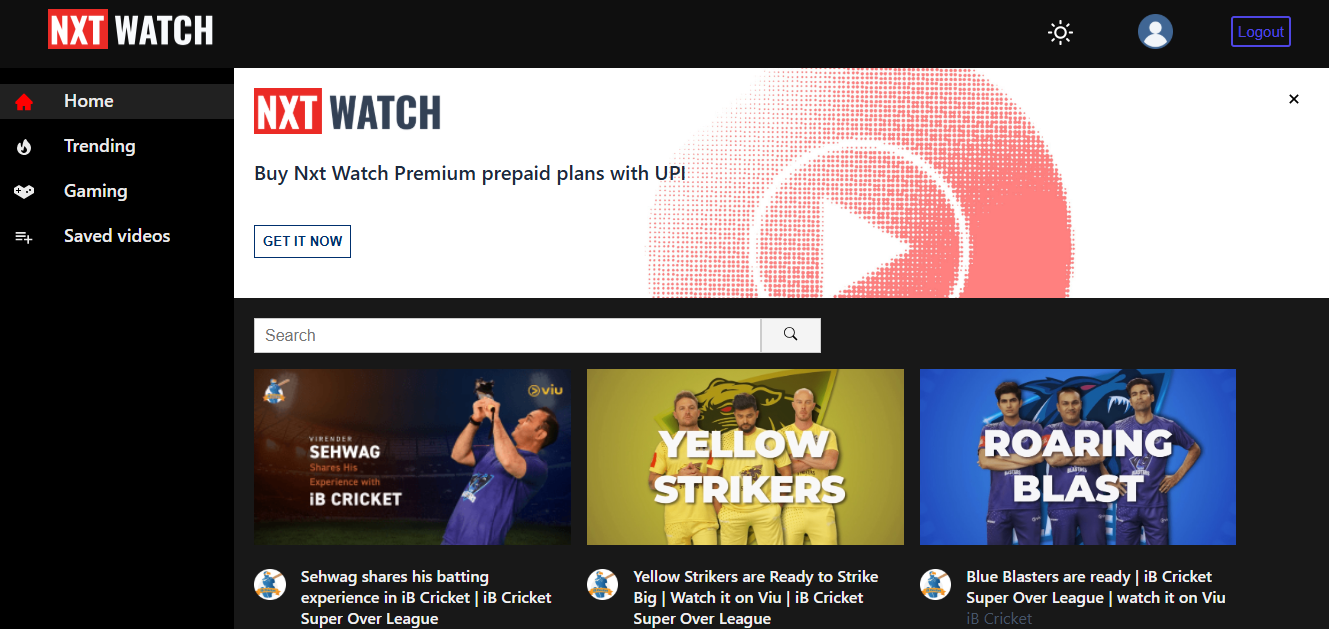 NXT WATCH
Logout
Home
Trending
Gaming
Saved videos
NXT WATCH
×
Buy Nxt Watch Premium prepaid plans with UPI
GET IT NOW
Search
viu
VIRENDER
SEHWAG
Shares His
Experience with
iB CRICKET
YELLOW
STRIKERS
ROARING
BLAST
Sehwag shares his batting
experience in iB Cricket | iB Cricket
Super Over League
Yellow Strikers are Ready to Strike
Big | Watch it on Viu | iB Cricket
Super Over League
Blue Blasters are ready | iB Cricket
Super Over League | watch it on Viu
iB Cricket